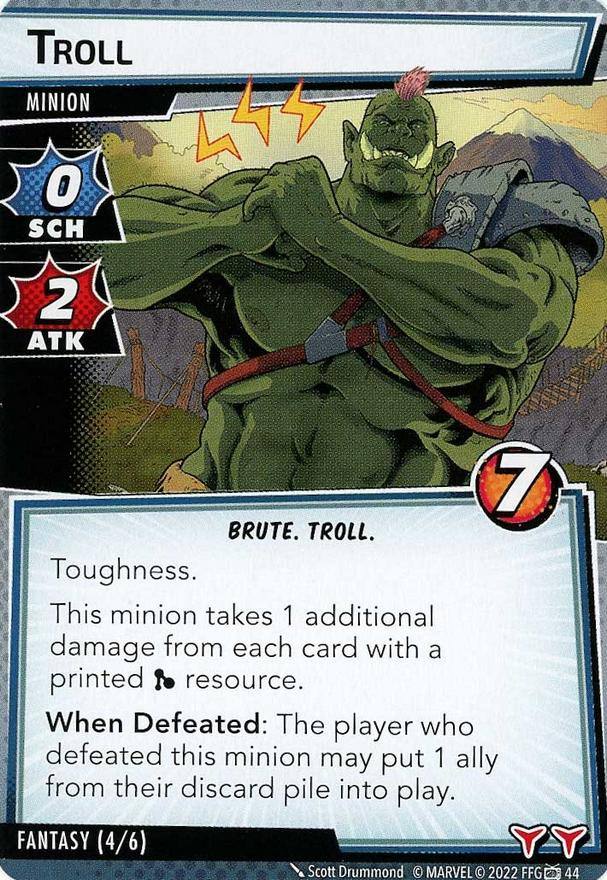 TROLL
MINION
0
SCH
2
ATK
7
BRUTE. TROLL.
Toughness.
This minion takes 1 additional
damage from each card with a
printed resource.
When Defeated: The player who
defeated this minion may put 1 ally
from their discard pile into play.
FANTASY (4/6)
Scott Drummond © MARVEL © 2022 FFG 44